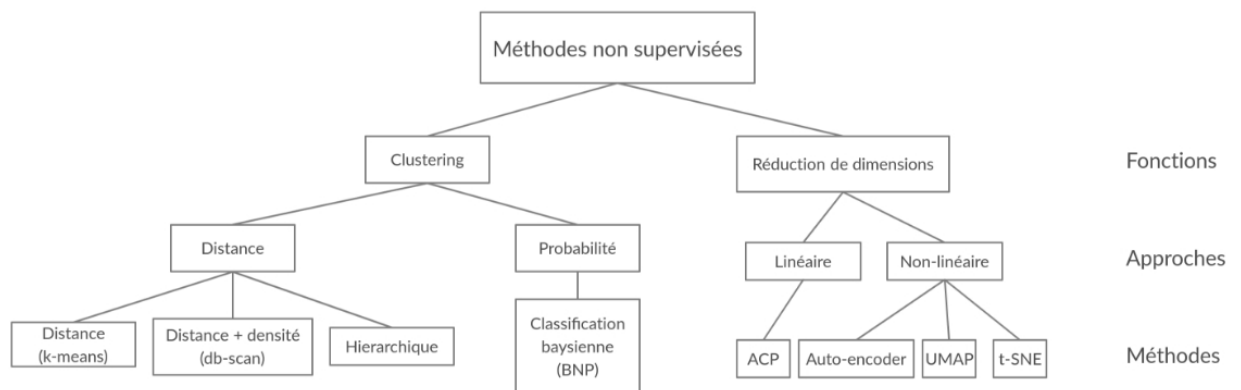 Méthodes non supervisées
Clustering
Réduction de dimensions
Fonctions
Distance
Probabilité
Linéaire
Non-linéaire
Approches
Distance
(k-means)
Distance + densité
(db-scan)
Hierarchique
Classification
baysienne
(BNP)
ACP
Auto-encoder
UMAP
t-SNE
Méthodes